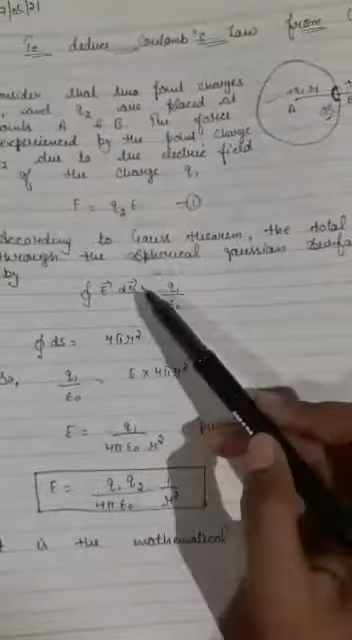 /05/21
To deduce Coulomb's Law from
that two point charges
and q2 are placed at
A & B. The force
experienced by the point charge
due to the electric field
of the charge q1
A
F = q2 E —①
According to Gauss theorem, the total
through the spherical gaussian
by
∮ E⃗ ds⃗ = q1/ε0
∮ ds = 4πr²
So, q1/ε0 = E × 4πr²
E = q1/4πε0 r²
F = q1 q2/4πε0 1/r²
is the mathematical